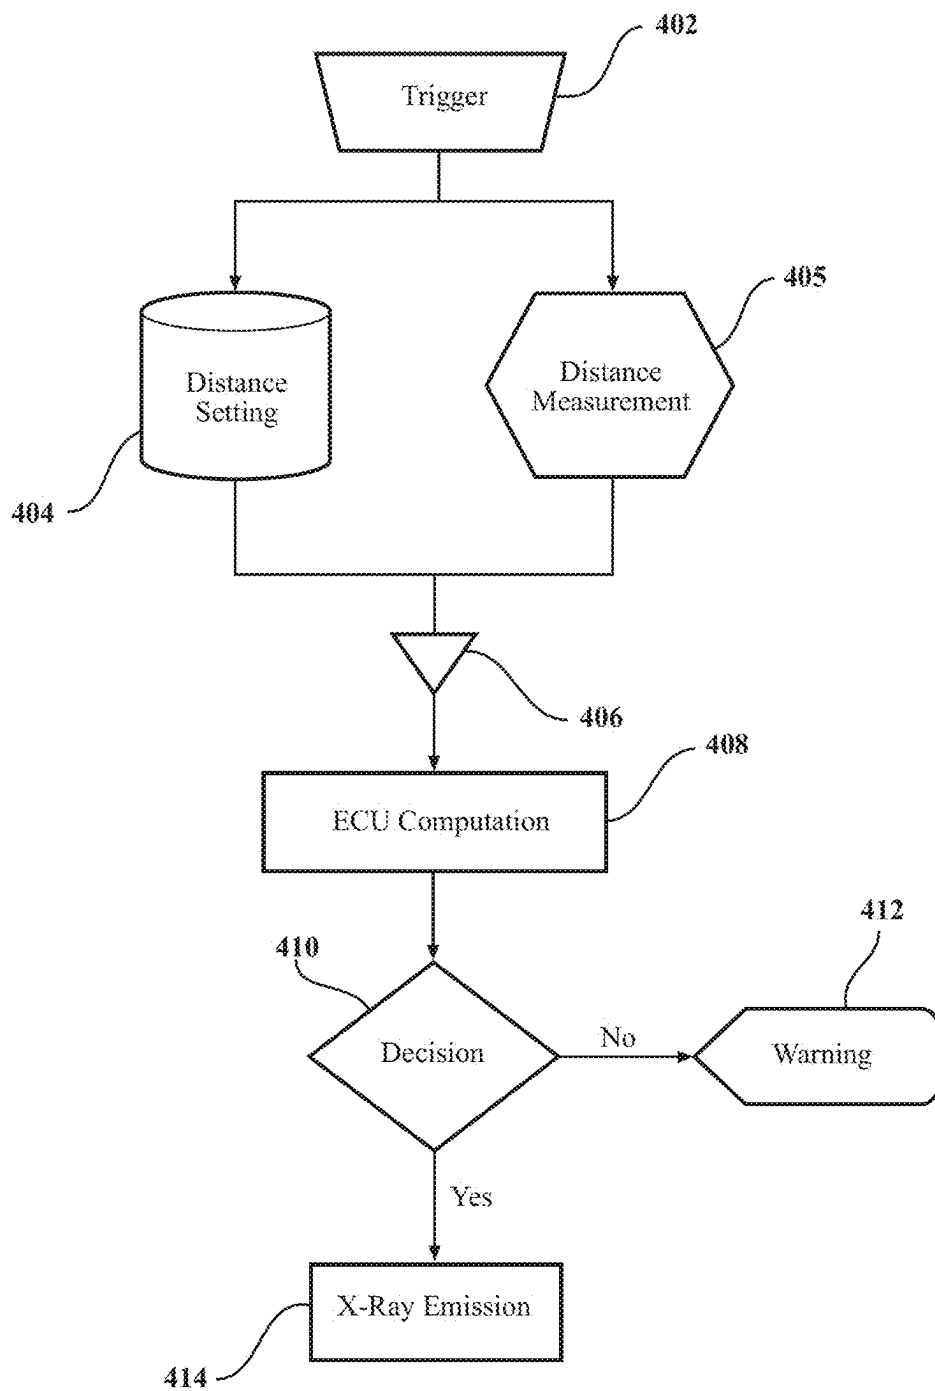 402
Trigger
405
Distance
Setting
Distance
Measurement
404
406
408
ECU Computation
410
412
Decision
No
Warning
Yes
X-Ray Emission
414